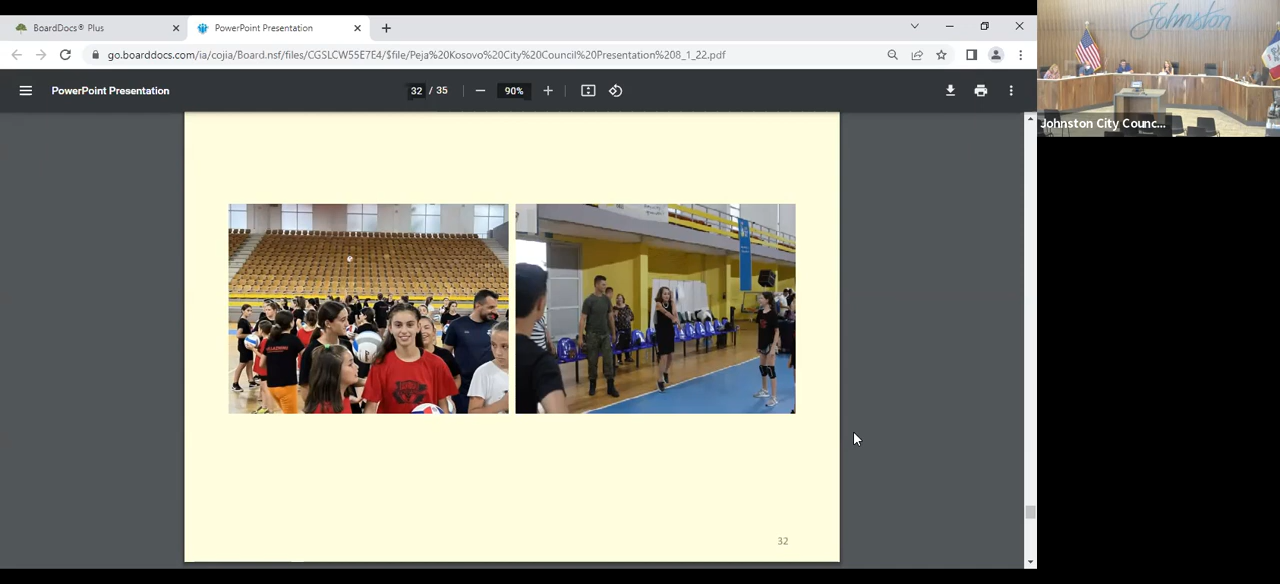 BoardDocs® Plus
PowerPoint Presentation
go.boarddocs.com/ia/cojia/Board.nsf/files/CGSLCW55E7E4/$file/Peja%20Kosovo%20City%20Council%20Presentation%208_1_22.pdf
PowerPoint Presentation
32 / 35
90%
32
Johnston
Johnston City Counc...